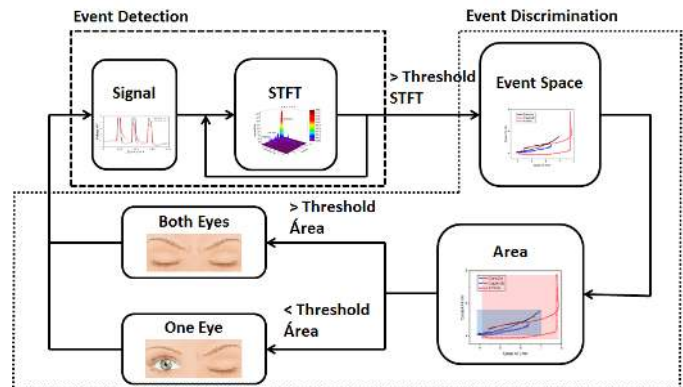 Event Detection
Event Discrimination
Signal
STFT
> Threshold
STFT
Event Space
Both Eyes
> Threshold
Área
Area
< Threshold
Área
One Eye